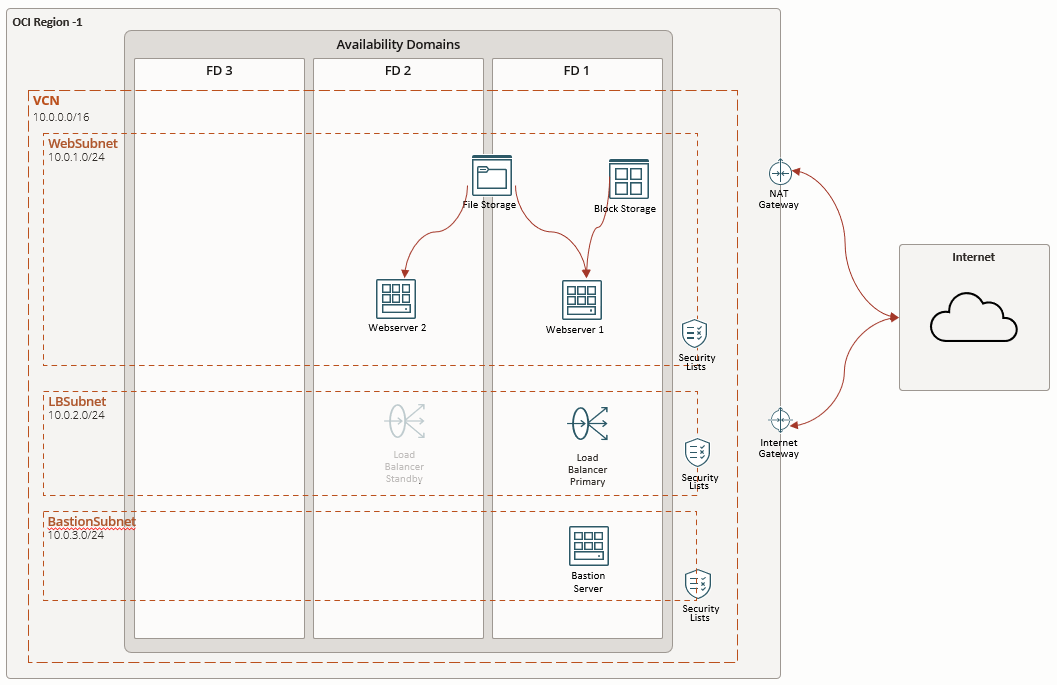 OCI Region -1
Availability Domains
FD 3
FD 2
FD 1
VCN
10.0.0.0/16
WebSubnet
10.0.1.0/24
File Storage
Block Storage
NAT
Gateway
Internet
Webserver 2
Webserver 1
Security
Lists
LBSubnet
10.0.2.0/24
Load
Balancer
Standby
Load
Balancer
Primary
Internet
Gateway
Security
Lists
BastionSubnet
10.0.3.0/24
Bastion
Server
Security
Lists